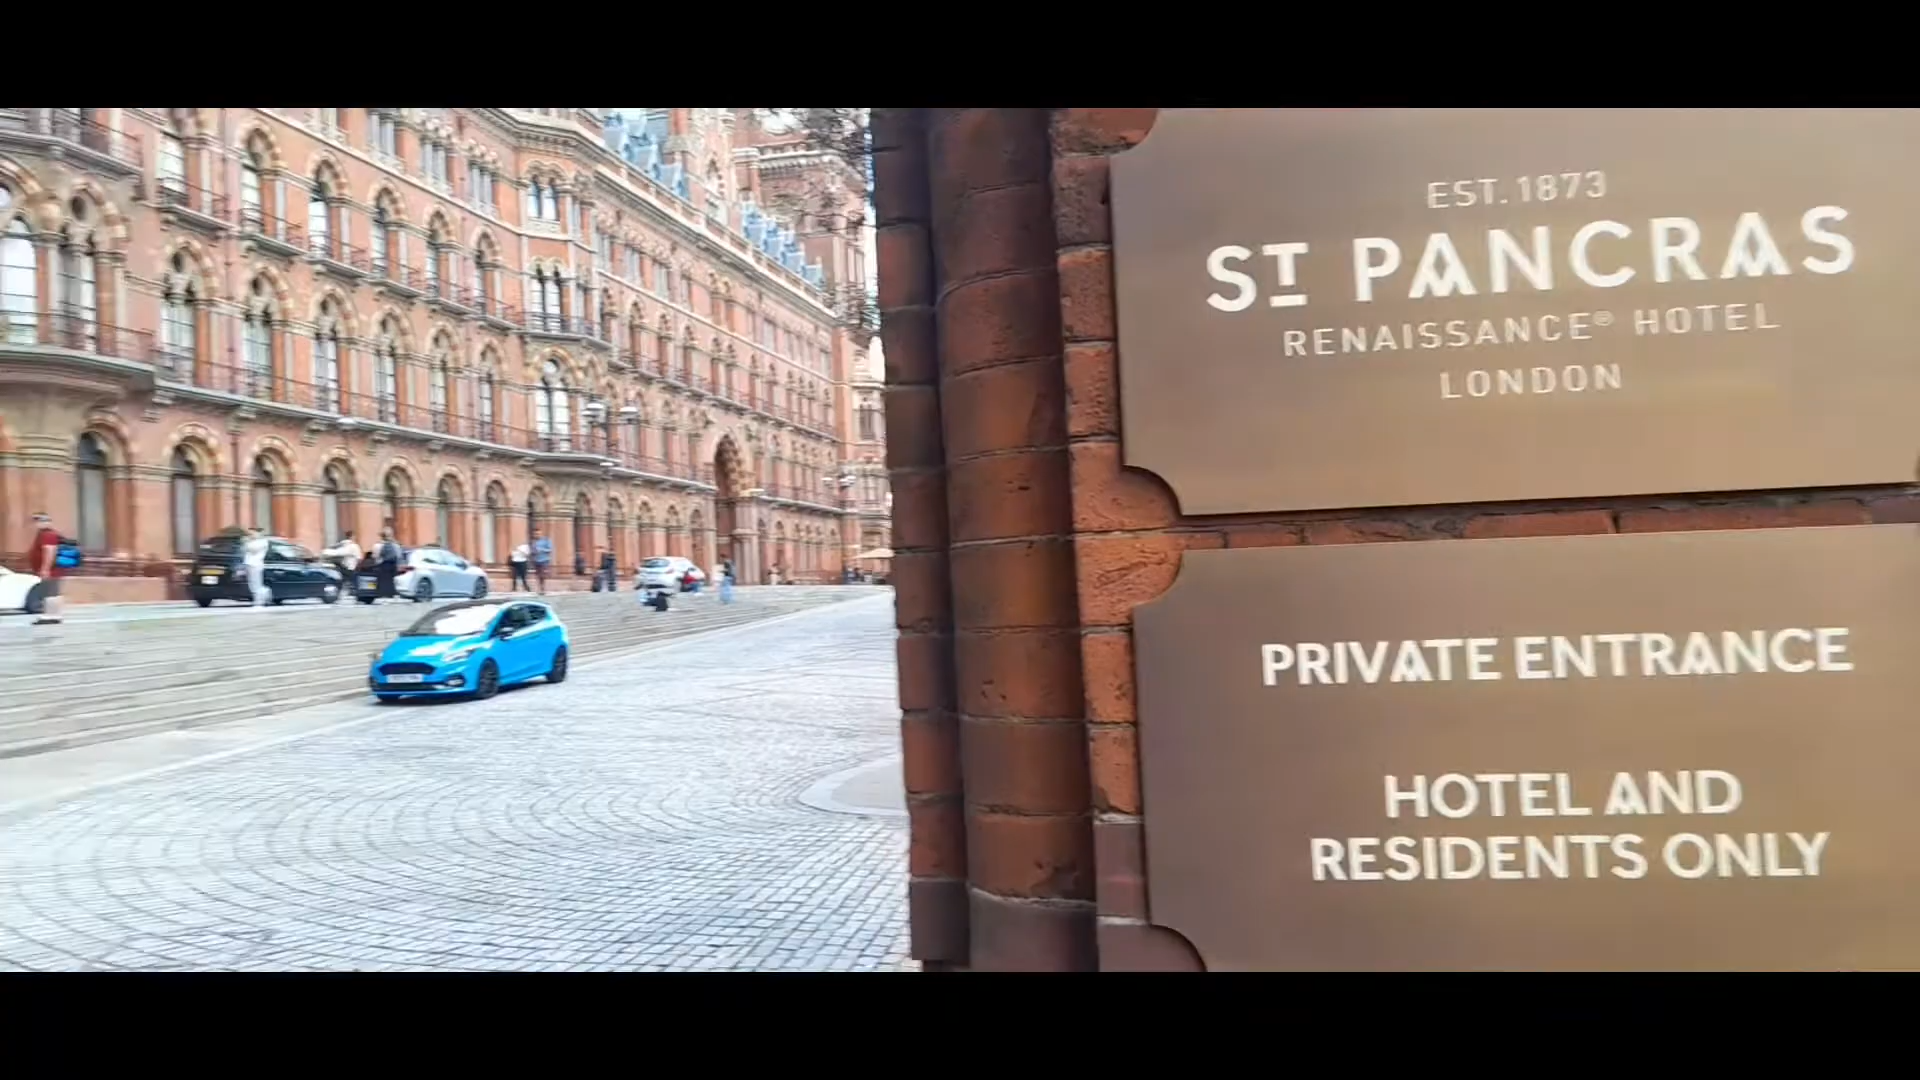 EST. 1873
ST PANCRAS
RENAISSANCE® HOTEL
LONDON
PRIVATE ENTRANCE
HOTEL AND
RESIDENTS ONLY